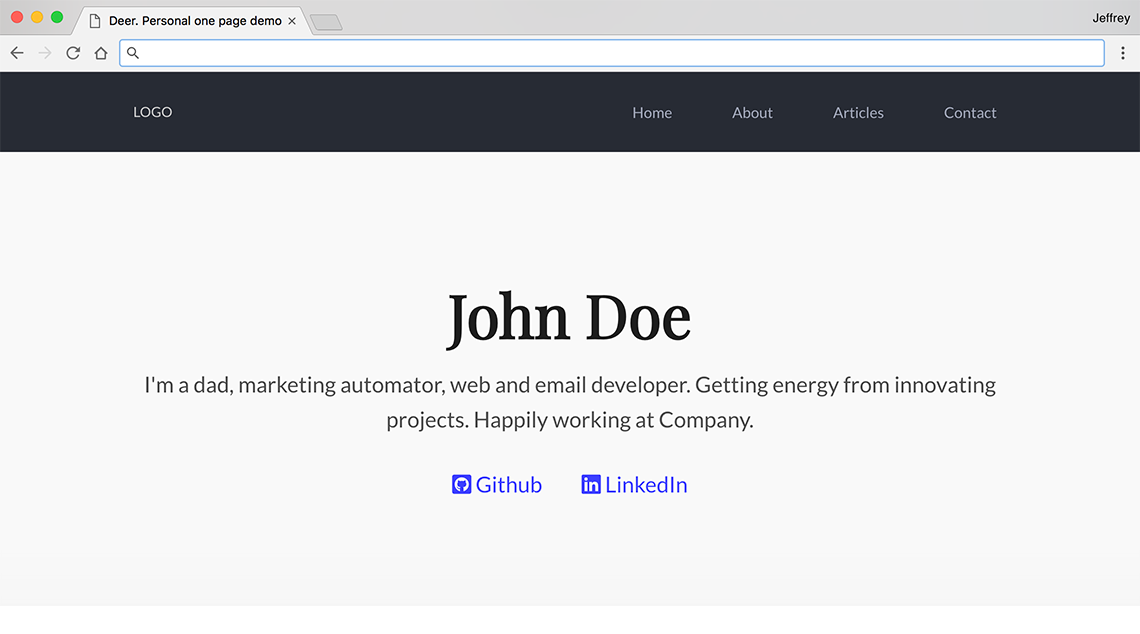 Deer. Personal one page demo
Jeffrey
LOGO
Home
About
Articles
Contact
John Doe
I'm a dad, marketing automator, web and email developer. Getting energy from innovating
projects. Happily working at Company.
Github
LinkedIn